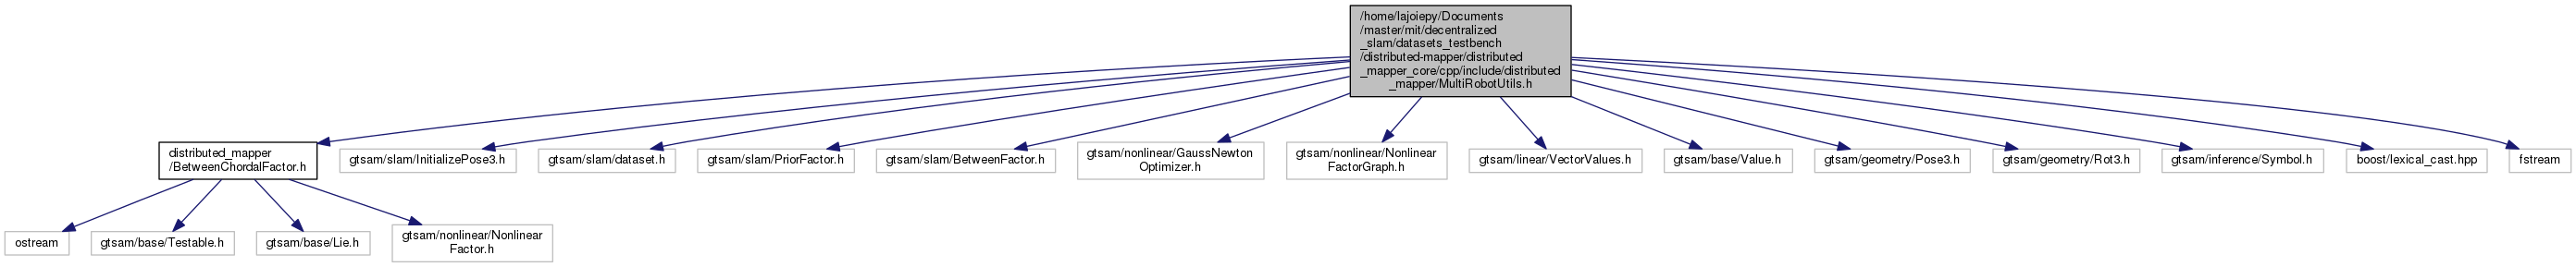 /home/lajoiepy/Documents
/master/mit/decentralized
_slam/datasets_testbench
/distributed-mapper/distributed
_mapper_core/cpp/include/distributed
_mapper/MultiRobotUtils.h
distributed_mapper
/BetweenChordalFactor.h
gtsam/slam/InitializePose3.h
gtsam/slam/dataset.h
gtsam/slam/PriorFactor.h
gtsam/slam/BetweenFactor.h
gtsam/nonlinear/GaussNewton
Optimizer.h
gtsam/nonlinear/Nonlinear
FactorGraph.h
gtsam/linear/VectorValues.h
gtsam/base/Value.h
gtsam/geometry/Pose3.h
gtsam/geometry/Rot3.h
gtsam/inference/Symbol.h
boost/lexical_cast.hpp
fstream
ostream
gtsam/base/Testable.h
gtsam/base/Lie.h
gtsam/nonlinear/Nonlinear
Factor.h